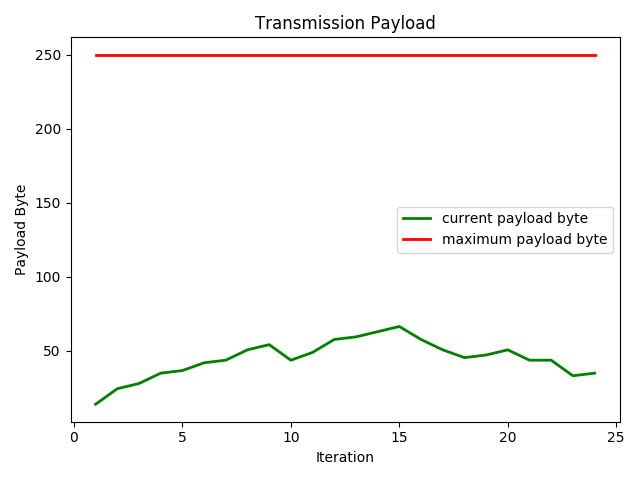 Transmission Payload
250
200
150
100
50
Payload Byte
current payload byte
maximum payload byte
0 5 10 15 20 25
Iteration